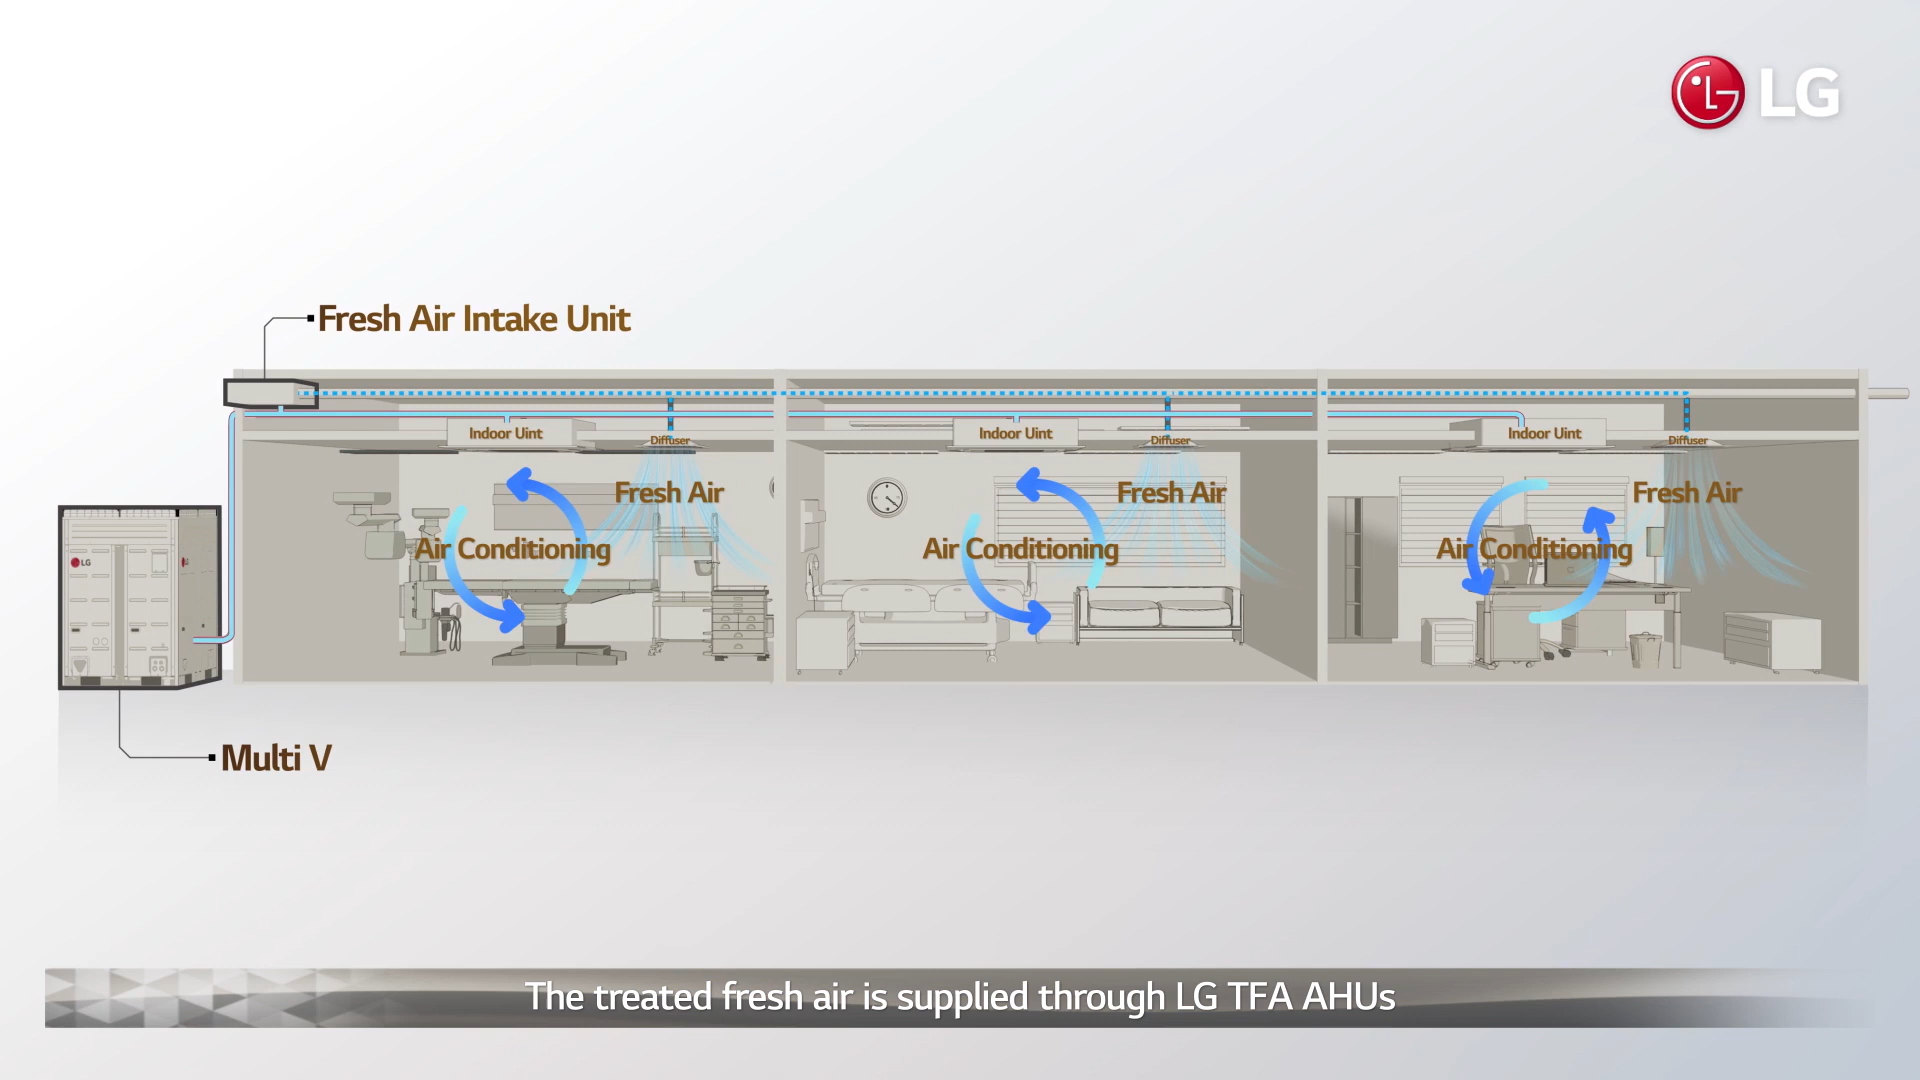 LG
Fresh Air Intake Unit
Indoor Uint
Diffuser
Indoor Uint
Diffuser
Indoor Uint
Diffuser
Fresh Air
Fresh Air
Fresh Air
Air Conditioning
Air Conditioning
Air Conditioning
LG
Multi V
The treated fresh air is supplied through LG TFA AHUs